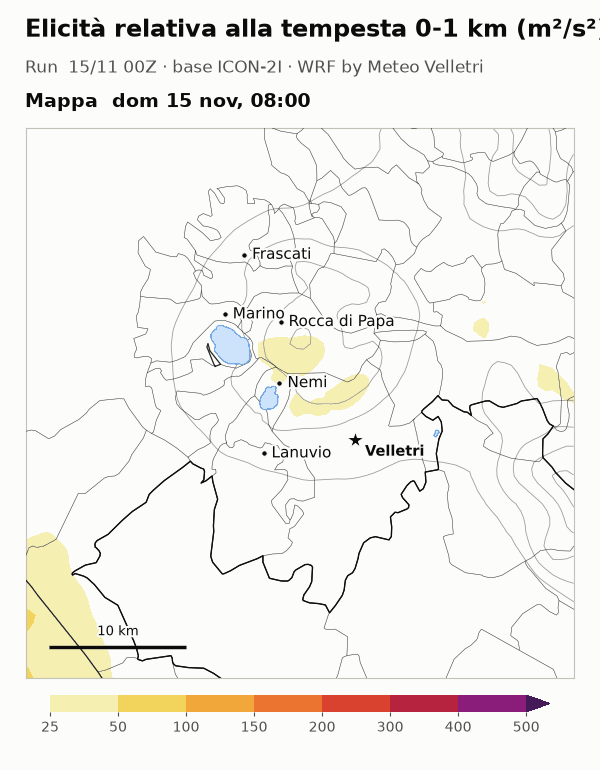 Elicità relativa alla tempesta 0-1 km (m²/s²)
Run  15/11 00Z · base ICON-2I · WRF by Meteo Velletri
Mappa  dom 15 nov, 08:00
Frascati
Marino
Rocca di Papa
Nemi
Velletri
Lanuvio
10 km
25 50 100 150 200 300 400 500